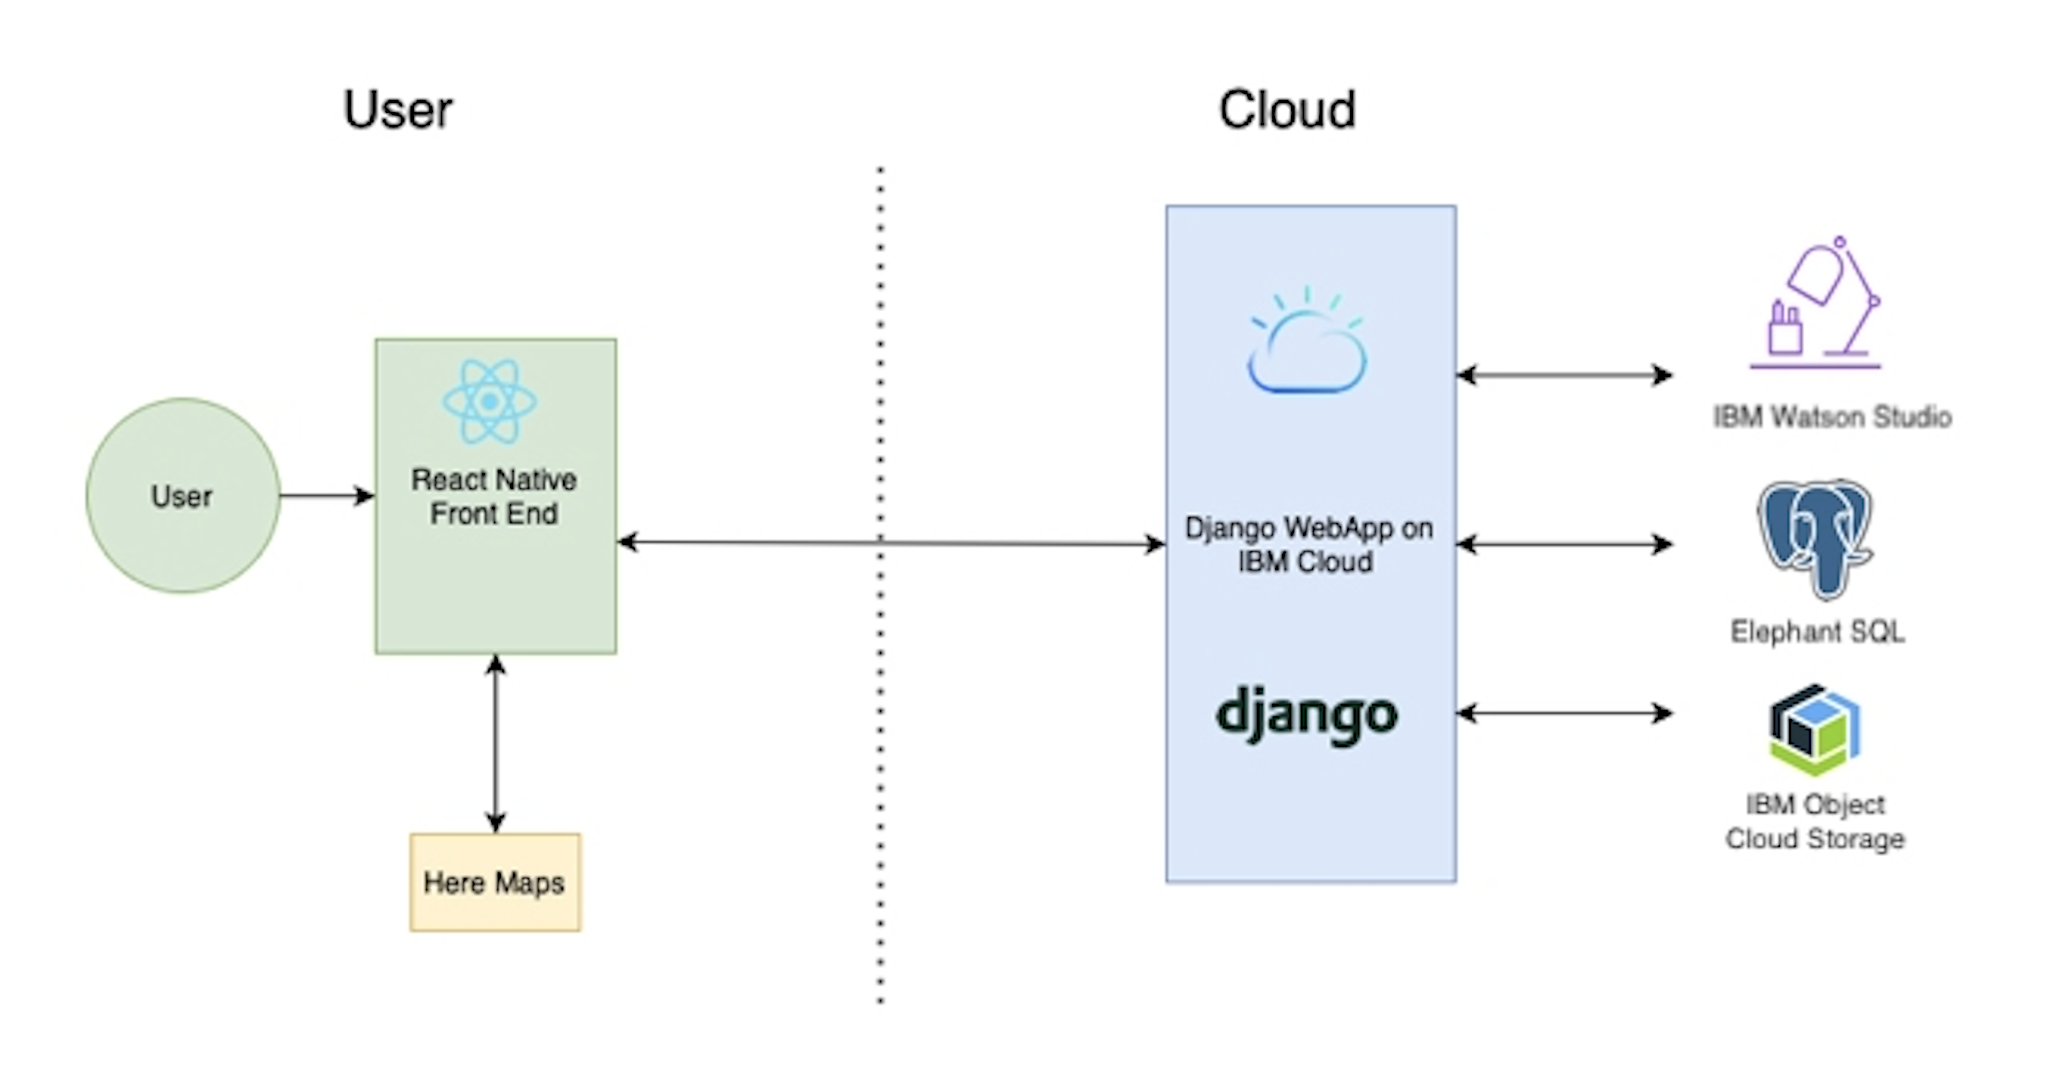 User
Cloud
User
React Native
Front End
Here Maps
Django WebApp on
IBM Cloud
django
IBM Watson Studio
Elephant SQL
IBM Object
Cloud Storage